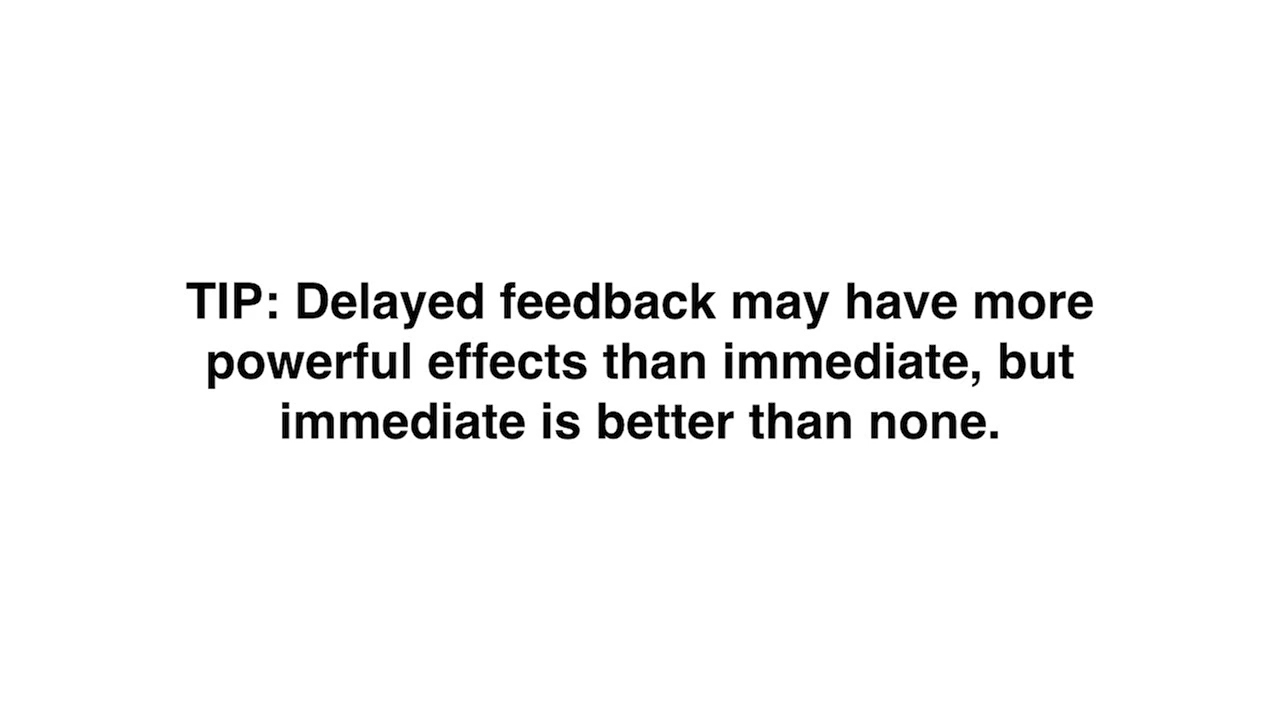 TIP: Delayed feedback may have more
powerful effects than immediate, but
immediate is better than none.